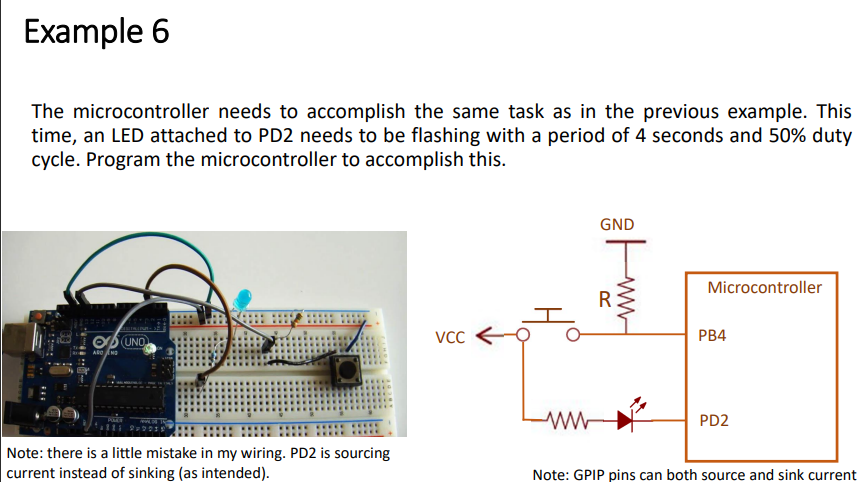 Example 6
The microcontroller needs to accomplish the same task as in the previous example. This
time, an LED attached to PD2 needs to be flashing with a period of 4 seconds and 50% duty
cycle. Program the microcontroller to accomplish this.
GND
Microcontroller
R
VCC
PB4
PD2
UNO
Note: there is a little mistake in my wiring. PD2 is sourcing
current instead of sinking (as intended).
Note: GPIP pins can both source and sink current